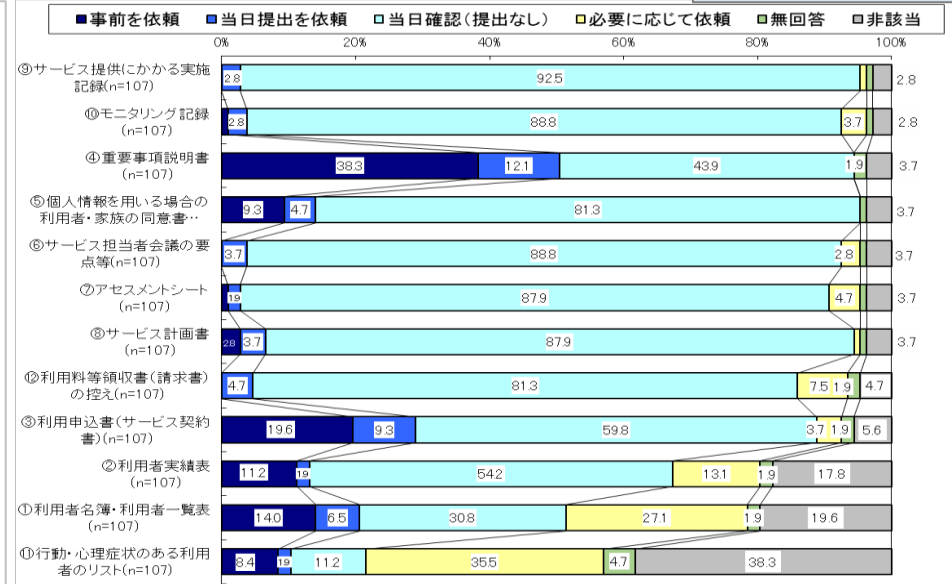 事前を依頼 当日提出を依頼 当日確認（提出なし） 必要に応じて依頼 無回答 非該当
0% 20% 40% 60% 80% 100%
⑨サービス提供にかかる実施
記録(n=107)
2.8 92.5 2.8
⑩モニタリング記録
(n=107)
2.8 88.8 3.7 2.8
④重要事項説明書
(n=107)
38.3 12.1 43.9 1.9 3.7
⑤個人情報を用いる場合の
利用者・家族の同意書…
9.3 4.7 81.3 3.7
⑥サービス担当者会議の要
点等(n=107)
3.7 88.8 2.8 3.7
⑦アセスメントシート
(n=107)
1.9 87.9 4.7 3.7
⑧サービス計画書
(n=107)
2.8 3.7 87.9 3.7
⑫利用料等領収書（請求書）
の控え(n=107)
4.7 81.3 7.5 1.9 4.7
③利用申込書（サービス契約
書）(n=107)
19.6 9.3 59.8 3.7 1.9 5.6
②利用者実績表
(n=107)
11.2 1.9 54.2 13.1 1.9 17.8
①利用者名簿・利用者一覧表
(n=107)
14.0 6.5 30.8 27.1 1.9 19.6
⑪行動・心理症状のある利用
者のリスト(n=107)
8.4 1.9 11.2 35.5 4.7 38.3